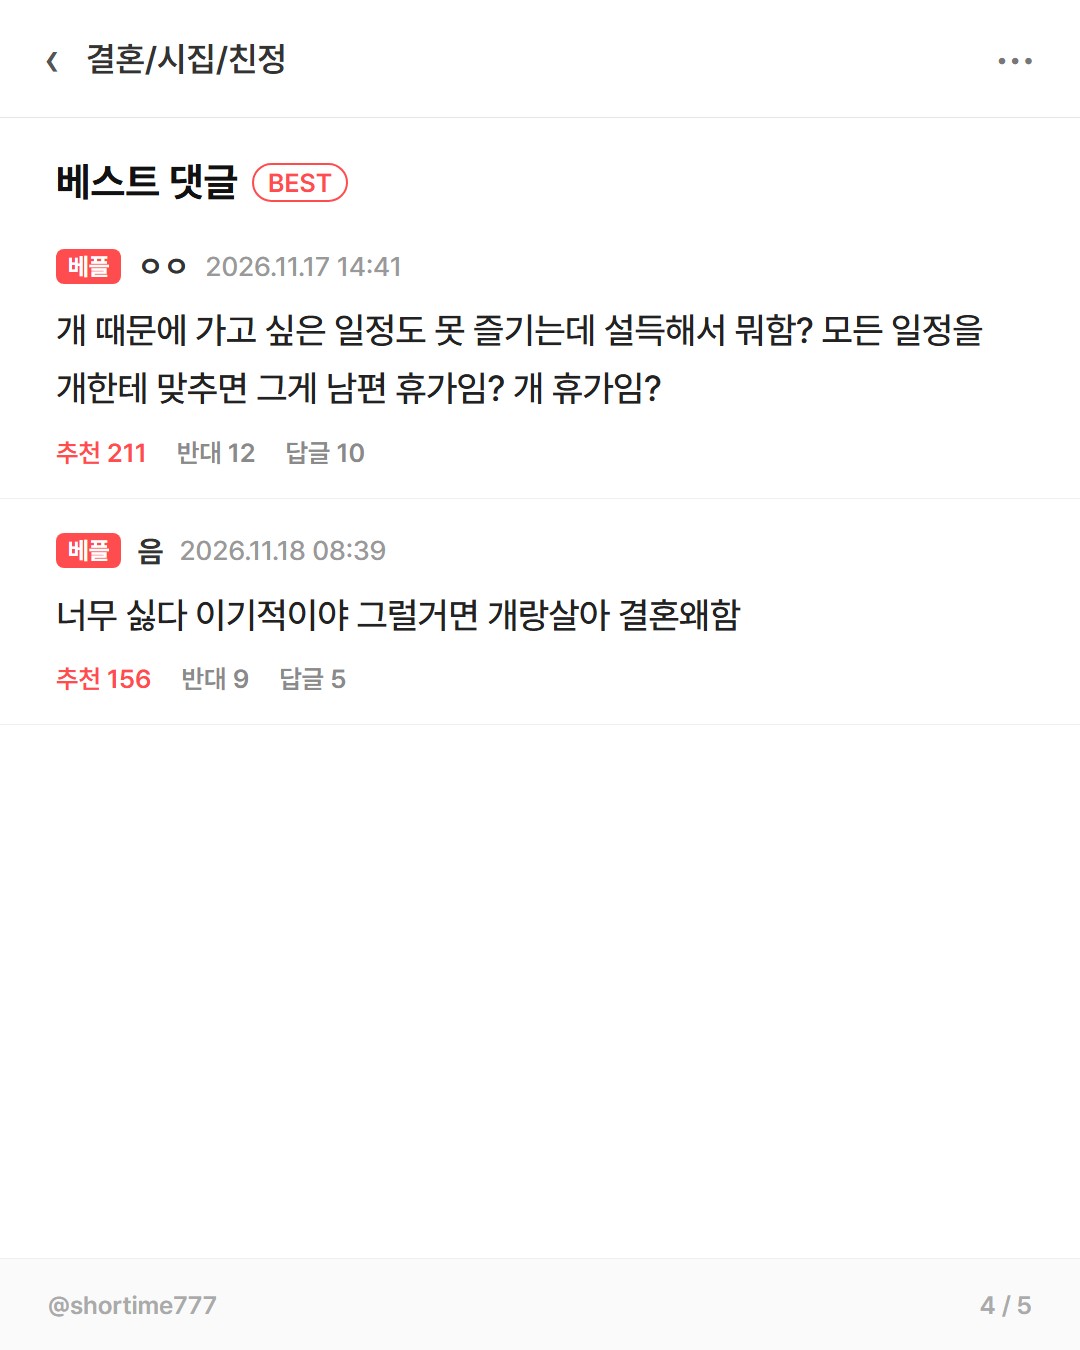 결혼/시집/친정
베스트 댓글 BEST
베플 ㅇㅇ 2026.11.17 14:41
개 때문에 가고 싶은 일정도 못 즐기는데 설득해서 뭐함? 모든 일정을
개한테 맞추면 그게 남편 휴가임? 개 휴가임?
추천 211 반대 12 답글 10
베플 음 2026.11.18 08:39
너무 싫다 이기적이야 그럴거면 개랑살아 결혼왜함
추천 156 반대 9 답글 5
@shortime777 4 / 5